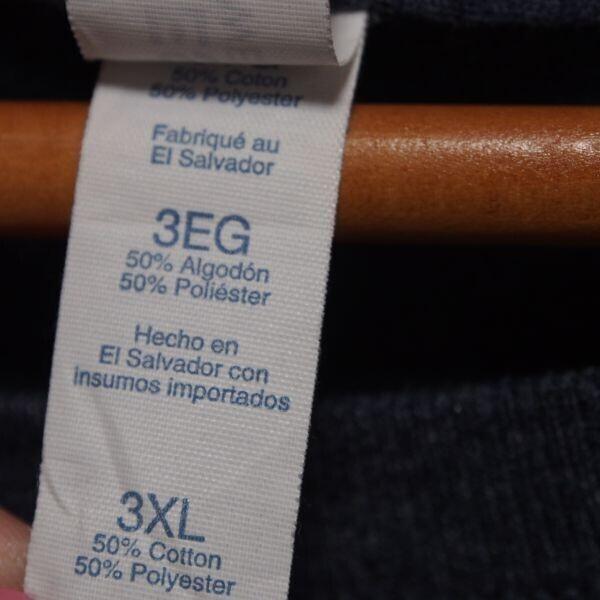 50% Coton
50% Polyester
Fabriqué au
El Salvador
3EG
50% Algodón
50% Poliéster
Hecho en
El Salvador con
insumos importados
3XL
50% Cotton
50% Polyester